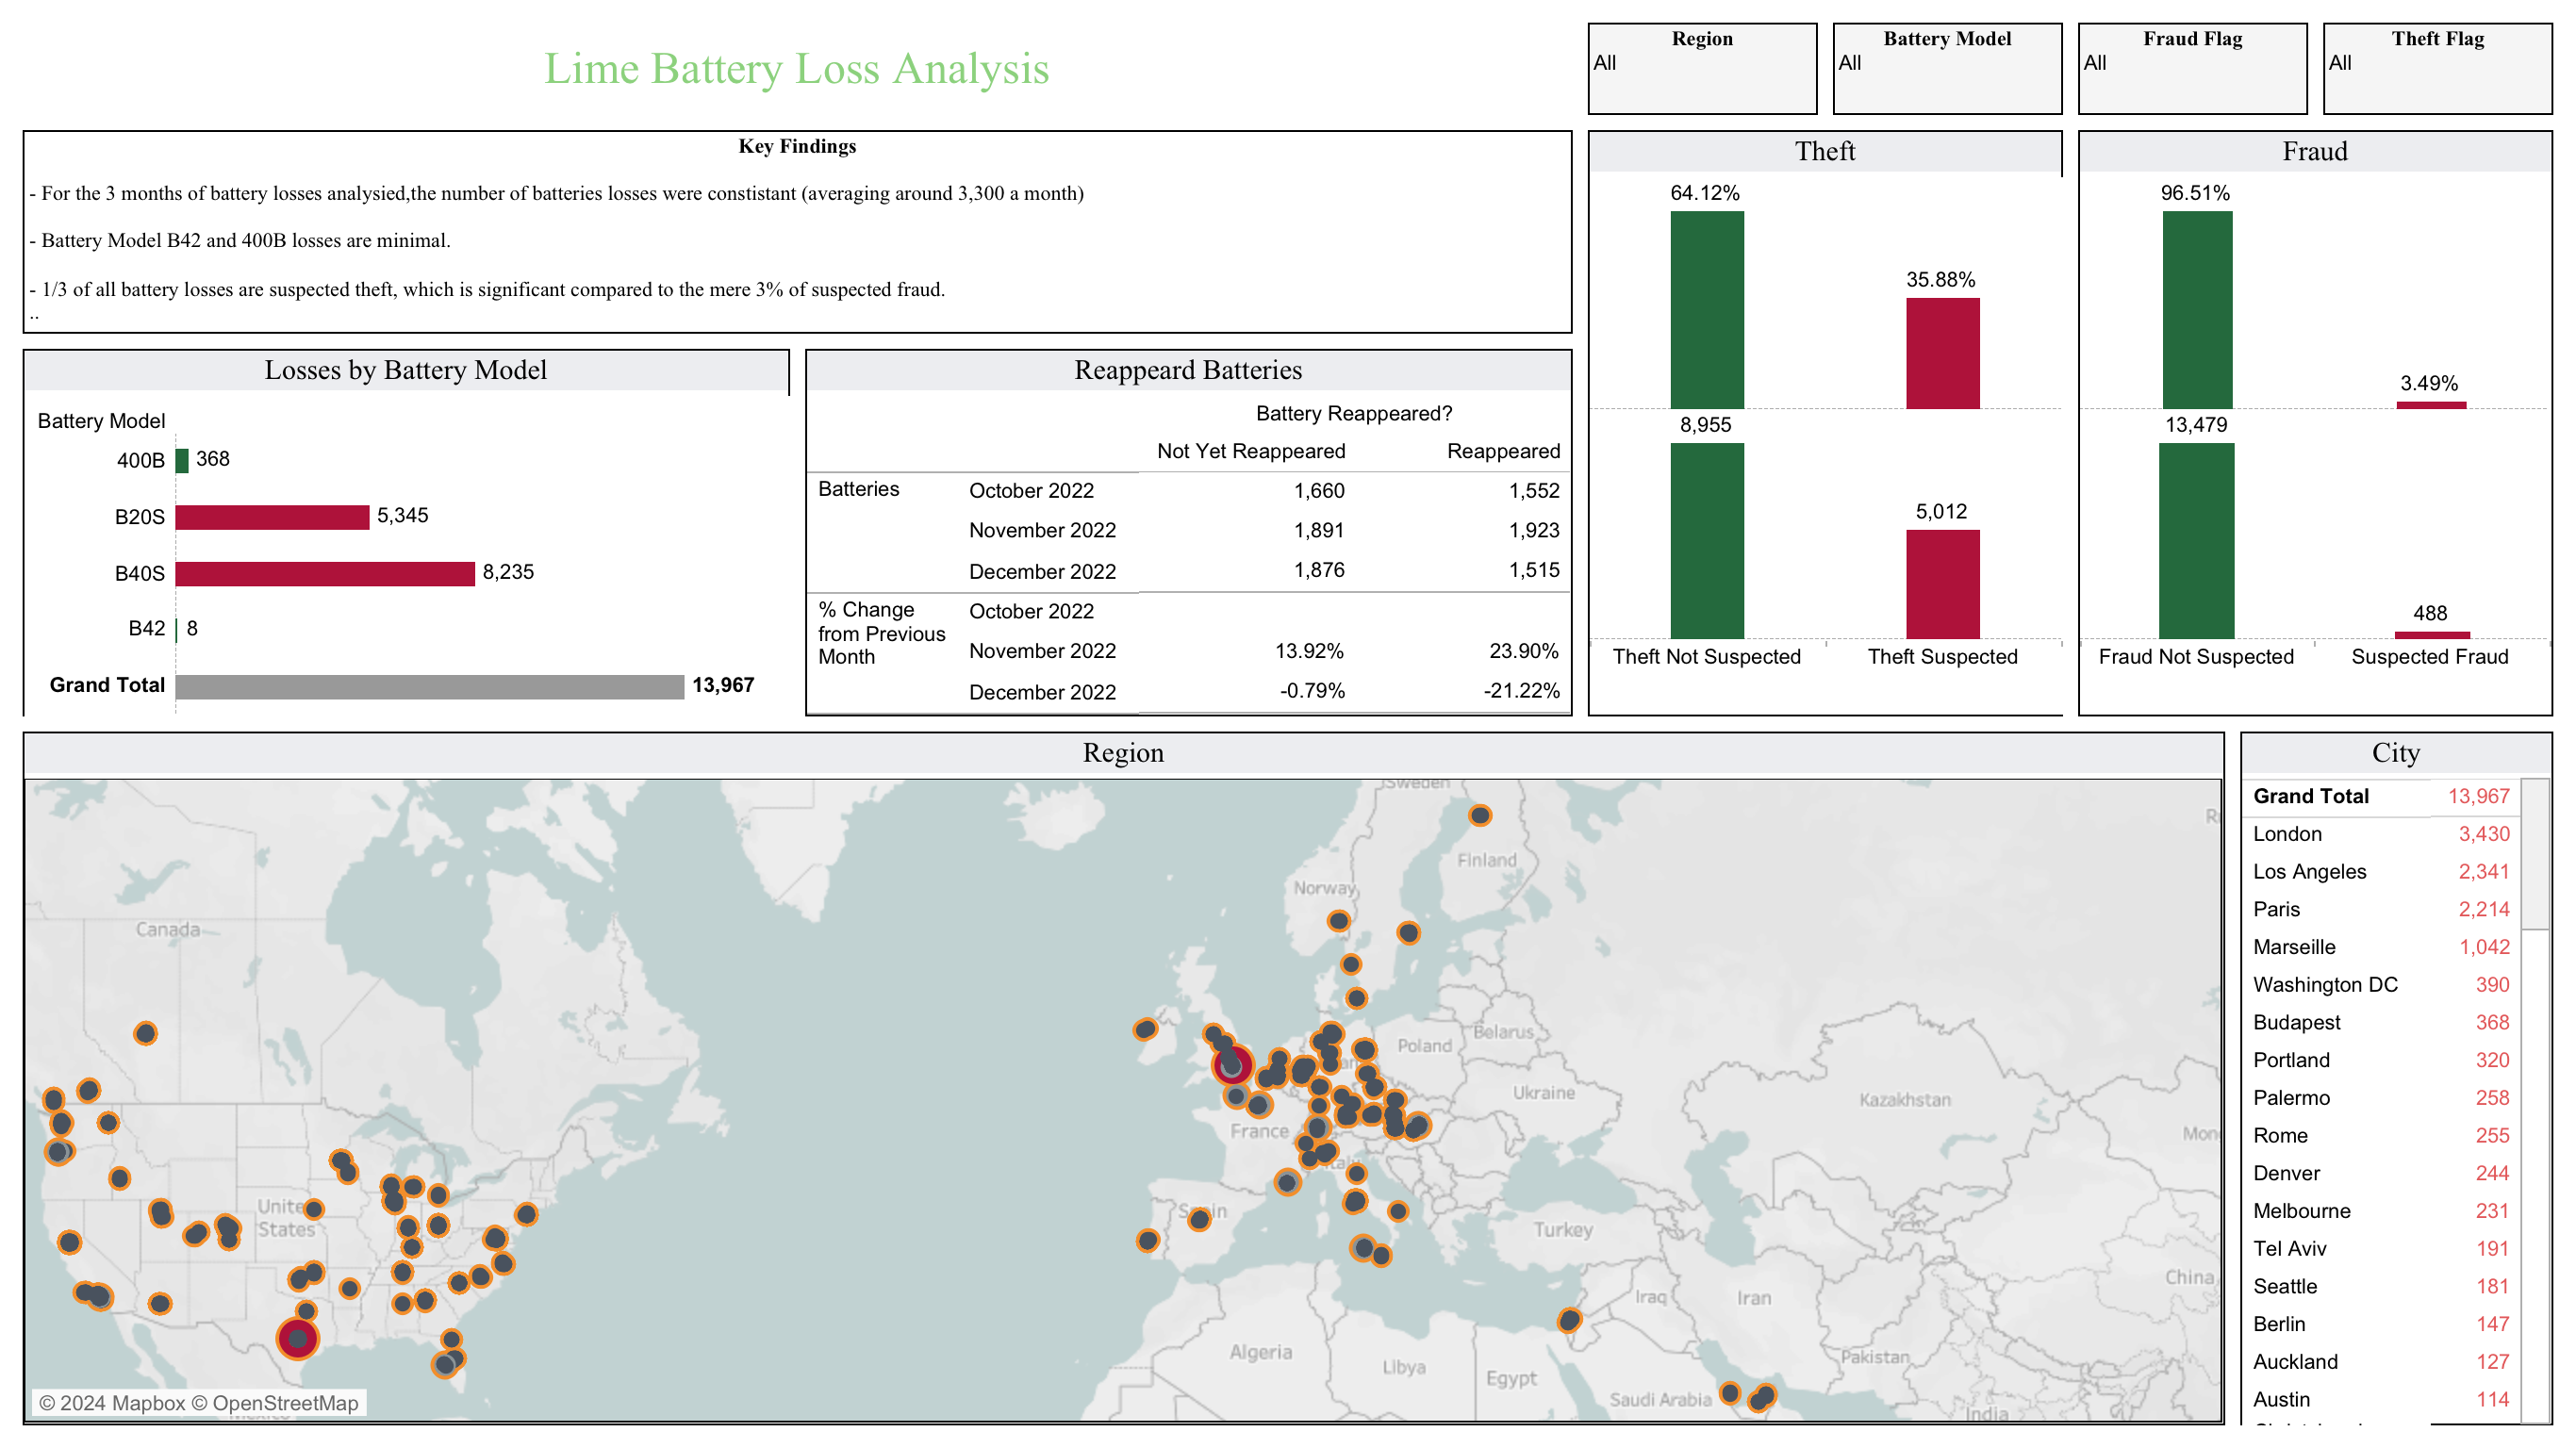 Lime Battery Loss Analysis
Region
All
Battery Model
All
Fraud Flag
All
Theft Flag
All
Key Findings
- For the 3 months of battery losses analysied,the number of batteries losses were constistant (averaging around 3,300 a month)
- Battery Model B42 and 400B losses are minimal.
- 1/3 of all battery losses are suspected theft, which is significant compared to the mere 3% of suspected fraud.
..
Losses by Battery Model
Battery Model
400B 368
B20S 5,345
B40S 8,235
B42 8
Grand Total 13,967
Reappeard Batteries
Battery Reappeared?
Not Yet Reappeared Reappeared
Batteries October 2022 1,660 1,552
November 2022 1,891 1,923
December 2022 1,876 1,515
% Change from Previous Month October 2022
November 2022 13.92% 23.90%
December 2022 -0.79% -21.22%
Theft
64.12%
35.88%
8,955
5,012
Theft Not Suspected Theft Suspected
Fraud
96.51%
3.49%
13,479
488
Fraud Not Suspected Suspected Fraud
Region
Sweden
Finland
Norway
Canada
Belarus
Poland
Ukraine
Kazakhstan
France
Mon
Italy
United
States
Spain
Turkey
China
Iraq
Iran
Algeria
Libya
Egypt
Pakistan
Saudi Arabia
India
Mexico
© 2024 Mapbox © OpenStreetMap
City
Grand Total 13,967
London 3,430
Los Angeles 2,341
Paris 2,214
Marseille 1,042
Washington DC 390
Budapest 368
Portland 320
Palermo 258
Rome 255
Denver 244
Melbourne 231
Tel Aviv 191
Seattle 181
Berlin 147
Auckland 127
Austin 114